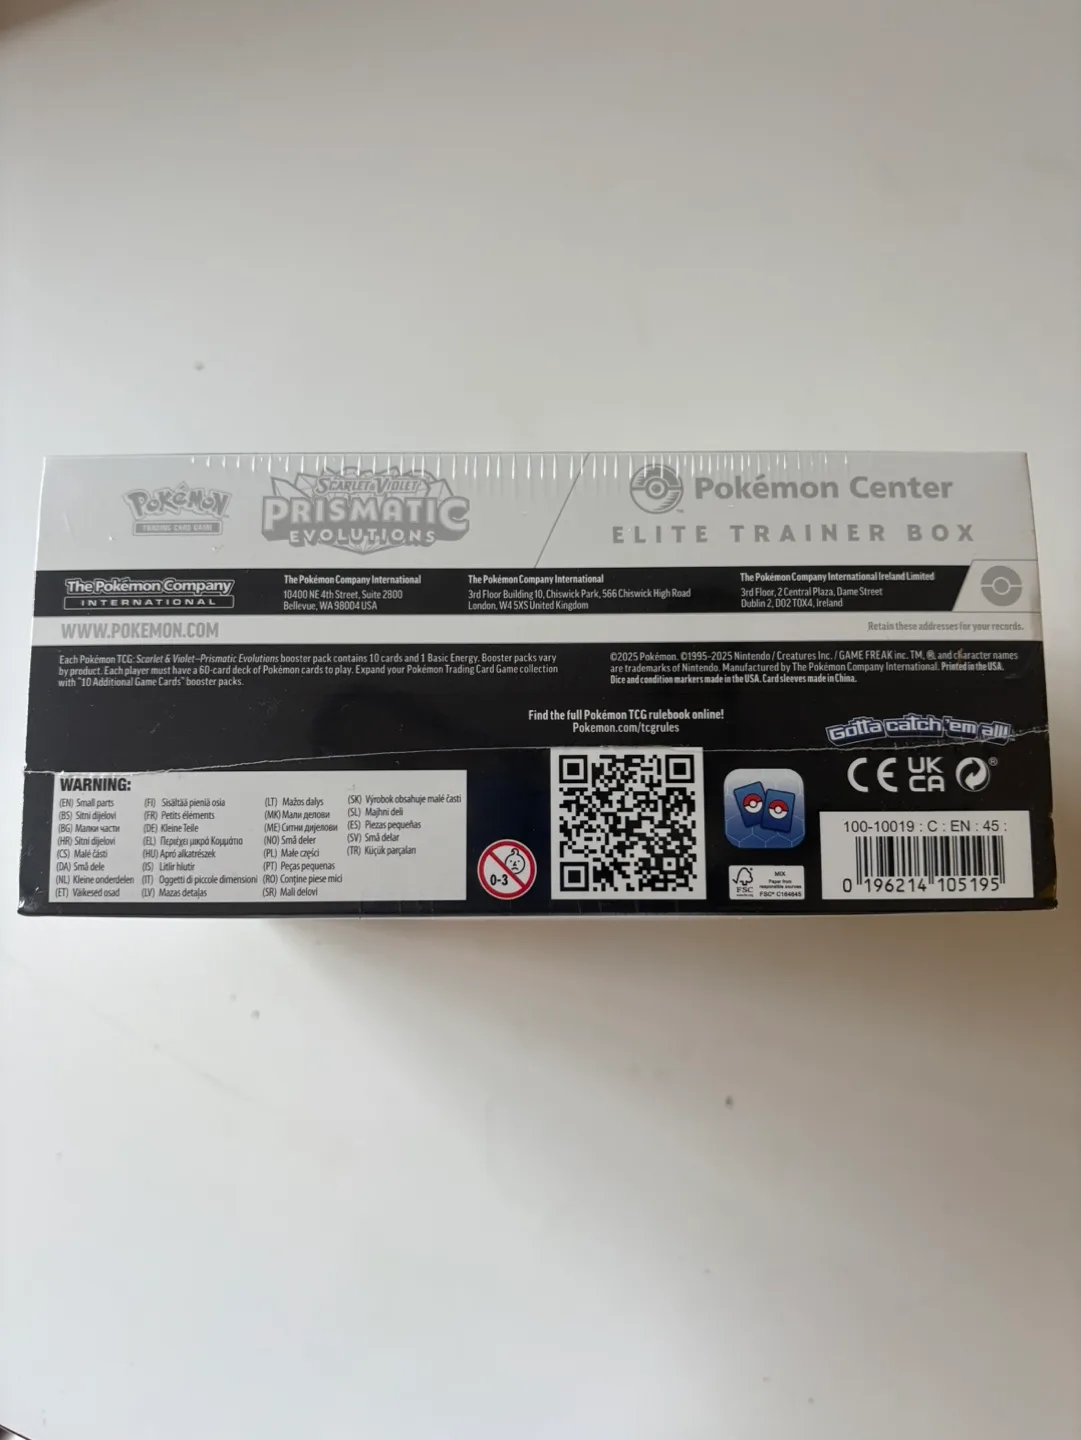 POKéMON
TRADING CARD GAME
SCARLET & VIOLET
PRISMATIC
EVOLUTIONS
Pokémon Center
ELITE TRAINER BOX
The Pokémon Company
INTERNATIONAL
The Pokémon Company International
10400 NE 4th Street, Suite 2800
Bellevue, WA 98004 USA
The Pokémon Company International
3rd Floor Building 10, Chiswick Park, 566 Chiswick High Road
London, W4 5XS United Kingdom
The Pokémon Company International Ireland Limited
3rd Floor, 2 Central Plaza, Dame Street
Dublin 2, D02 T0X4, Ireland
WWW.POKEMON.COM
Retain these addresses for your records.
Each Pokémon TCG: Scarlet & Violet—Prismatic Evolutions booster pack contains 10 cards and 1 Basic Energy. Booster packs vary
by product. Each player must have a 60-card deck of Pokémon cards to play. Expand your Pokémon Trading Card Game collection
with "10 Additional Game Cards" booster packs.
©2025 Pokémon. ©1995-2025 Nintendo / Creatures Inc. / GAME FREAK inc. TM, ®, and character names
are trademarks of Nintendo. Manufactured by The Pokémon Company International. Printed in the USA.
Dice and condition markers made in the USA. Card sleeves made in China.
Find the full Pokémon TCG rulebook online!
Pokemon.com/tcgrules
Gotta catch 'em all!
WARNING:
(EN) Small parts
(BS) Sitni dijelovi
(BG) Малки части
(HR) Sitni dijelovi
(CS) Malé části
(DA) Små dele
(NL) Kleine onderdelen
(ET) Väikesed osad
(FI) Sisältää pieniä osia
(FR) Petits éléments
(DE) Kleine Teile
(EL) Περιέχει μικρά Κομμάτια
(HU) Apró alkatrészek
(IS) Litlir hlutir
(IT) Oggetti di piccole dimensioni
(LV) Mazas detaļas
(LT) Mažos dalys
(MK) Мали делови
(ME) Ситни дијелови
(NO) Små deler
(PL) Małe części
(PT) Peças pequenas
(RO) Conține piese mici
(SR) Mali delovi
(SK) Výrobok obsahuje malé časti
(SL) Majhni deli
(ES) Piezas pequeñas
(SV) Små delar
(TR) Küçük parçaları
0-3
CE UK
CA
®
FSC
MIX
Paper from
responsible sources
FSC® C164645
100-10019 : C : EN : 45 :
0 196214 105195